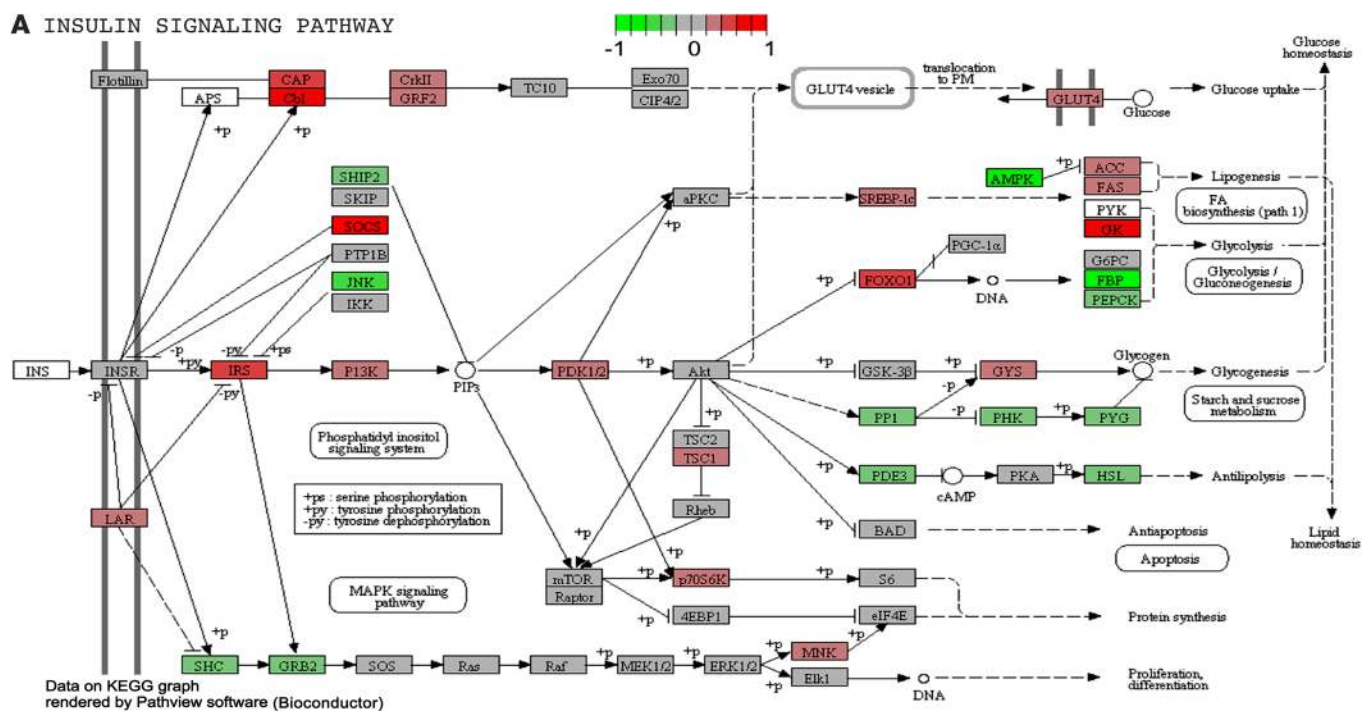 A INSULIN SIGNALING PATHWAY
-1 0 1
Glucose
homeostasis
Flotillin
CAP
CrkII
Exo70
translocation
to PM
APS
Cbl
GRF2
TC10
CIP4/2
GLUT4 vesicle
GLUT4
Glucose
Glucose uptake
+p
+p
SHIP2
SKIP
SOCS
PTP1B
JNK
IKK
aPKC
+p
SREBP-1c
AMPK
+p
ACC
FAS
Lipogenesis
FA
biosynthesis (path 1)
PYK
GK
Glycolysis
PGC-1α
G6PC
FBP
PEPCK
Glycolysis /
Gluconeogenesis
+p
FOXO1
DNA
INS
INSR
-p
+py
-py
+ps
IRS
+p
P13K
+p
PIP3
PDK1/2
+p
Akt
+p
GSK-3β
+p
GYS
Glycogen
Glycogenesis
-p
-py
-p
Starch and sucrose
metabolism
+p
PP1
-p
PHK
+p
PYG
Phosphatidyl inositol
signaling system
+p
TSC2
TSC1
+p
PDE3
cAMP
PKA
+p
HSL
Antilipolysis
+ps : serine phosphorylation
+py : tyrosine phosphorylation
-py : tyrosine dephosphorylation
LAR
Rheb
+p
BAD
Antiapoptosis
Apoptosis
Lipid
homeostasis
+p
+p
mTOR
Raptor
+p
p70S6K
+p
S6
MAPK signaling
pathway
+p
4EBP1
eIF4E
Protein synthesis
+p
SHC
GRB2
SOS
Ras
Raf
+p
MEK1/2
+p
ERK1/2
+p
MNK
+p
+p
Elk1
DNA
Proliferation,
differentiation
Data on KEGG graph
rendered by Pathview software (Bioconductor)